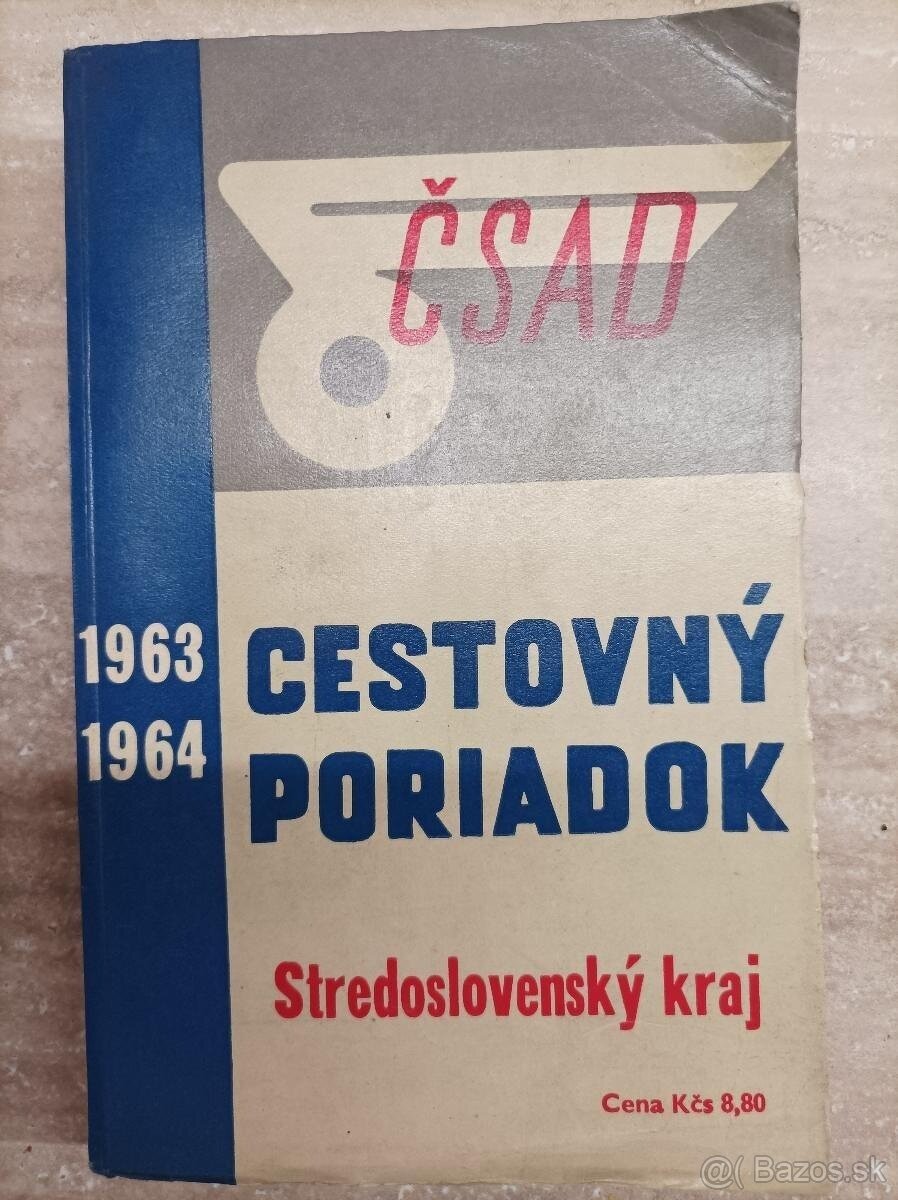 ČSAD
1963
1964
CESTOVNÝ
PORIADOK
Stredoslovenský kraj
Cena Kčs 8,80
@( Bazos.sk